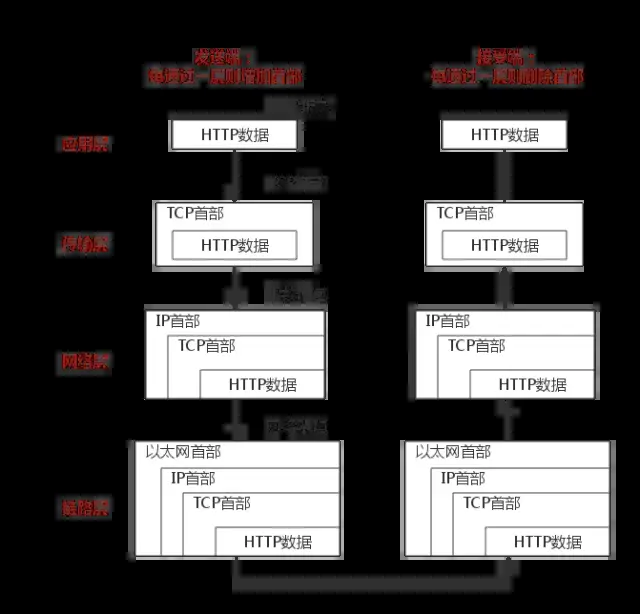 发送端：
每通过一层则增加首部
接受端：
每通过一层则删除首部
应用层
HTTP数据
HTTP数据
传输层
TCP首部
HTTP数据
TCP首部
HTTP数据
网络层
IP首部
TCP首部
HTTP数据
IP首部
TCP首部
HTTP数据
链路层
以太网首部
IP首部
TCP首部
HTTP数据
以太网首部
IP首部
TCP首部
HTTP数据